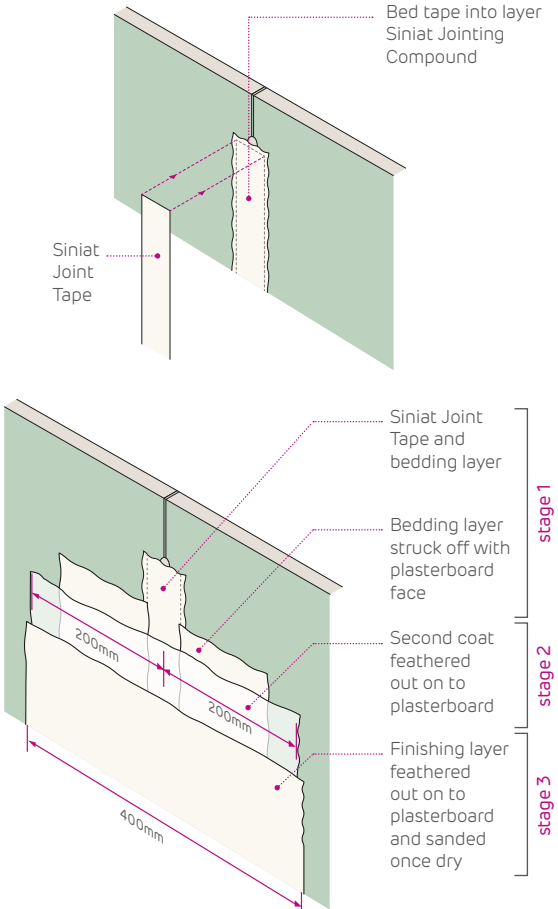 Bed tape into layer
Siniat Jointing
Compound
Siniat
Joint
Tape
Siniat Joint
Tape and
bedding layer
stage 1
Bedding layer
struck off with
plasterboard
face
Second coat
feathered
out on to
plasterboard
stage 2
200mm
200mm
Finishing layer
feathered
out on to
plasterboard
and sanded
once dry
stage 3
400mm